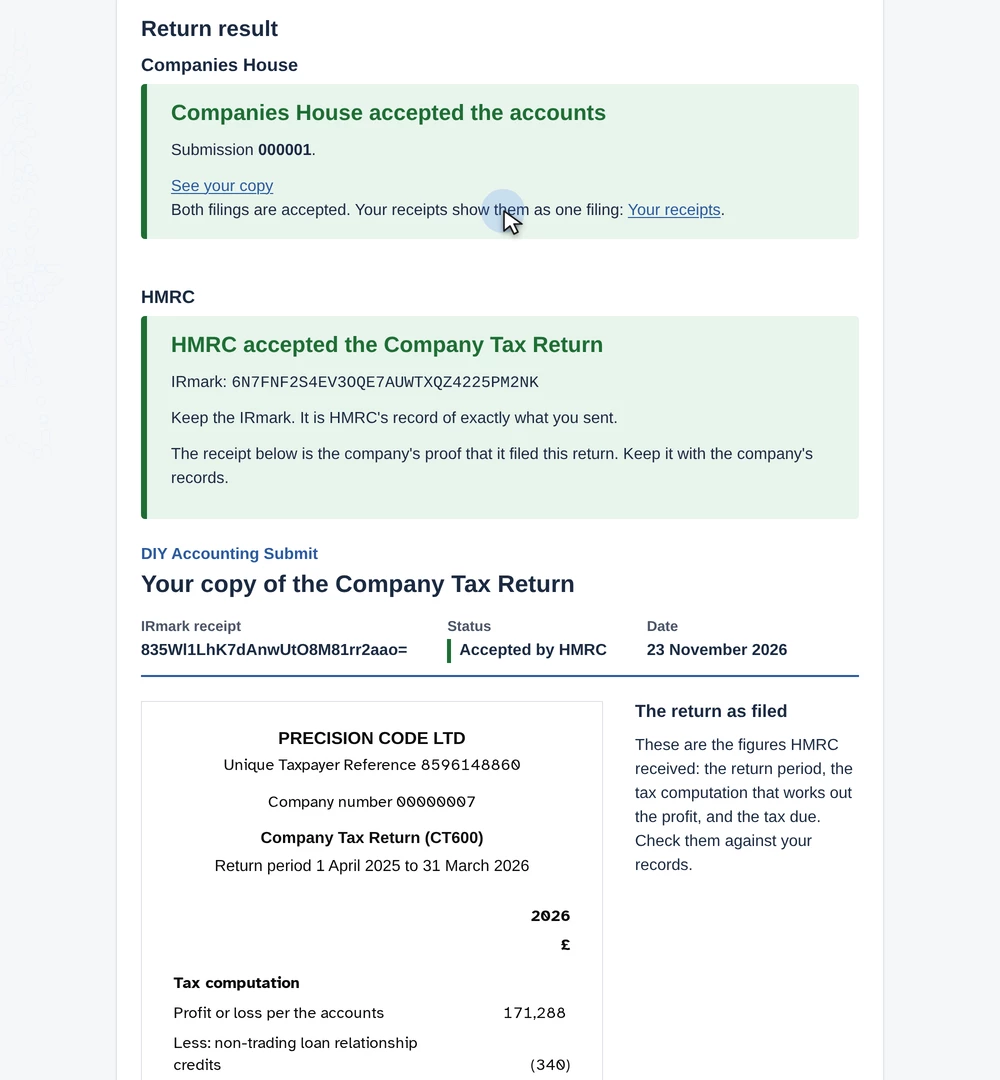 Return result
Companies House
Companies House accepted the accounts
Submission 000001.
See your copy
Both filings are accepted. Your receipts show them as one filing: Your receipts.
HMRC
HMRC accepted the Company Tax Return
IRmark: 6N7FNF2S4EV3OQE7AUWTXQZ4225PM2NK
Keep the IRmark. It is HMRC's record of exactly what you sent.
The receipt below is the company's proof that it filed this return. Keep it with the company's
records.
DIY Accounting Submit
Your copy of the Company Tax Return
IRmark receipt
835Wl1LhK7dAnwUtO8M81rr2aao=
Status
Accepted by HMRC
Date
23 November 2026
PRECISION CODE LTD
Unique Taxpayer Reference 8596148860
Company number 00000007
Company Tax Return (CT600)
Return period 1 April 2025 to 31 March 2026
2026
£
Tax computation
Profit or loss per the accounts 171,288
Less: non-trading loan relationship
credits (340)
The return as filed
These are the figures HMRC
received: the return period, the
tax computation that works out
the profit, and the tax due.
Check them against your
records.